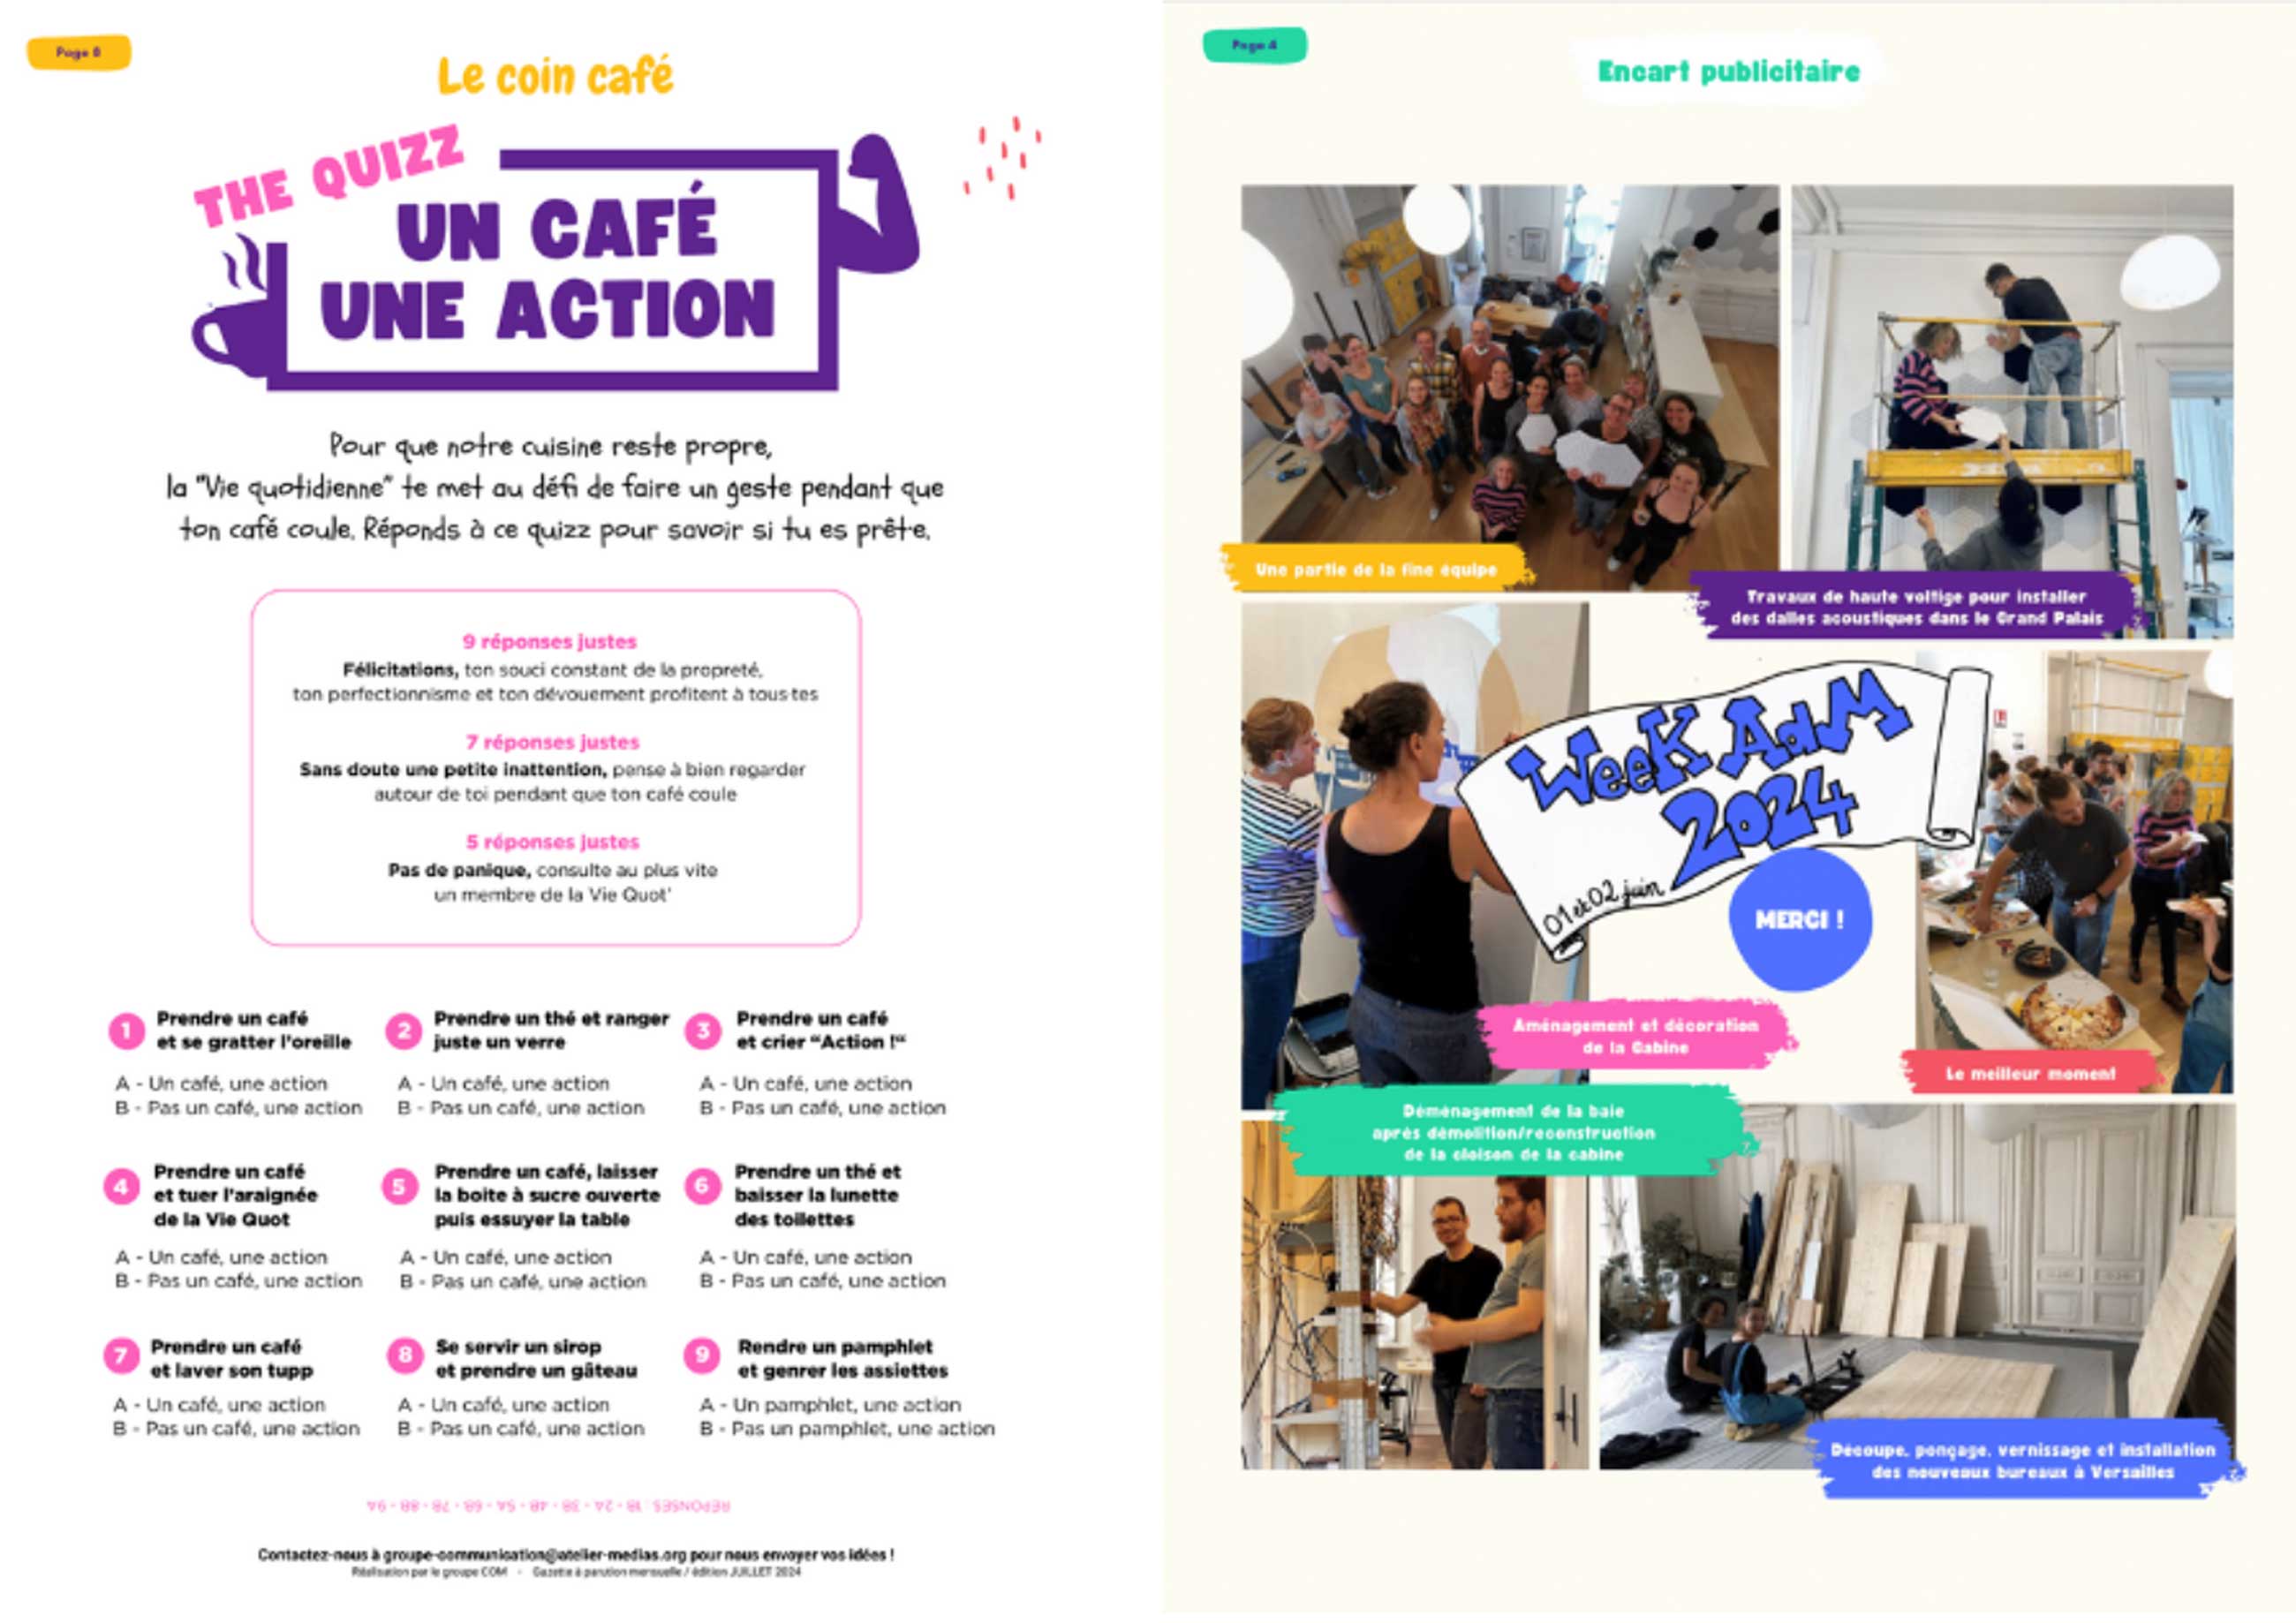 Page 8
Le coin café
THE QUIZZ
UN CAFÉ
UNE ACTION
Pour que notre cuisine reste propre,
la "Vie quotidienne" te met au défi de faire un geste pendant que
ton café coule. Réponds à ce quizz pour savoir si tu es prêt·e.
9 réponses justes
Félicitations, ton souci constant de la propreté,
ton perfectionnisme et ton dévouement profitent à tous·tes
7 réponses justes
Sans doute une petite inattention, pense à bien regarder
autour de toi pendant que ton café coule
5 réponses justes
Pas de panique, consulte au plus vite
un membre de la Vie Quot'
1 Prendre un café
et se gratter l'oreille
A - Un café, une action
B - Pas un café, une action
2 Prendre un thé et ranger
juste un verre
A - Un café, une action
B - Pas un café, une action
3 Prendre un café
et crier "Action !"
A - Un café, une action
B - Pas un café, une action
4 Prendre un café
et tuer l'araignée
de la Vie Quot
A - Un café, une action
B - Pas un café, une action
5 Prendre un café, laisser
la boite à sucre ouverte
puis essuyer la table
A - Un café, une action
B - Pas un café, une action
6 Prendre un thé et
baisser la lunette
des toilettes
A - Un café, une action
B - Pas un café, une action
7 Prendre un café
et laver son tupp
A - Un café, une action
B - Pas un café, une action
8 Se servir un sirop
et prendre un gâteau
A - Un café, une action
B - Pas un café, une action
9 Rendre un pamphlet
et genrer les assiettes
A - Un pamphlet, une action
B - Pas un pamphlet, une action
RÉPONSES : 1B - 2A - 3B - 4B - 5A - 6B - 7B - 8B - 9A
Contactez-nous à groupe-communication@atelier-medias.org pour nous envoyer vos idées !
Réalisation par le groupe COM - Gazette à parution mensuelle / édition JUILLET 2024
Page 4
Encart publicitaire
Une partie de la fine équipe
Travaux de haute voltige pour installer
des dalles acoustiques dans le Grand Palais
WeeK AdM
2024
01 et 02 juin
MERCI !
Aménagement et décoration
de la Cabine
Le meilleur moment
Déménagement de la baie
après démolition/reconstruction
de la cloison de la cabine
Découpe, ponçage, vernissage et installation
des nouveaux bureaux à Versailles